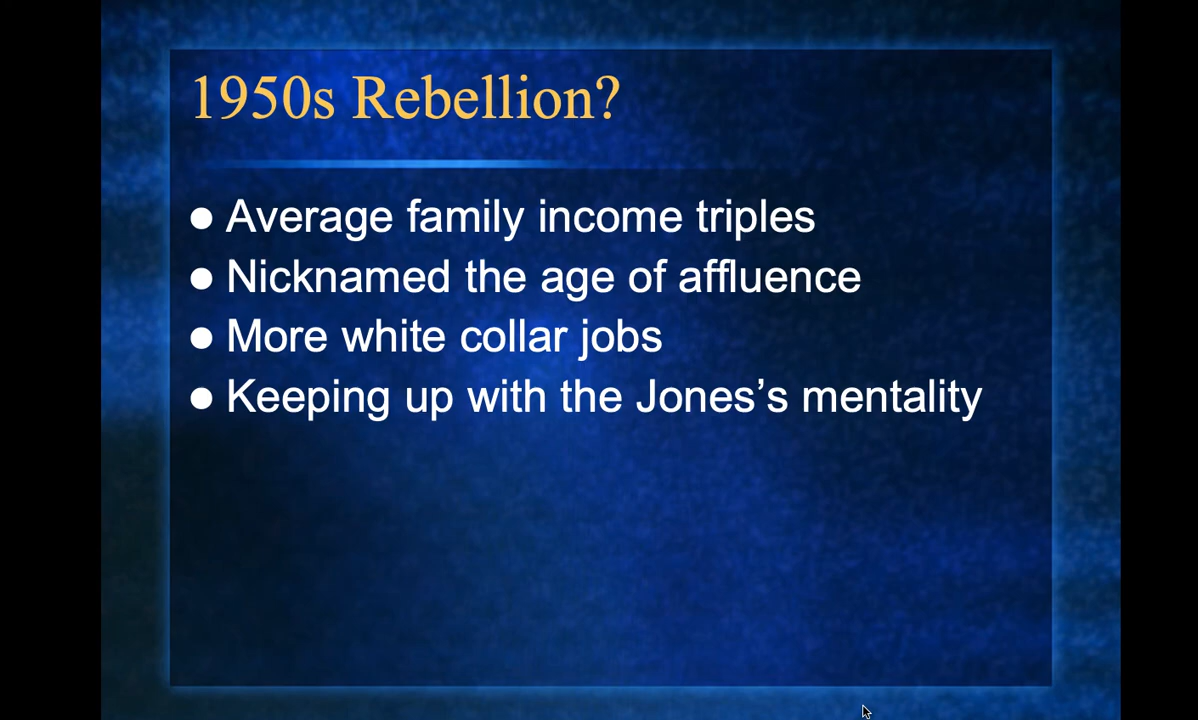 1950s Rebellion?
● Average family income triples
● Nicknamed the age of affluence
● More white collar jobs
● Keeping up with the Jones’s mentality